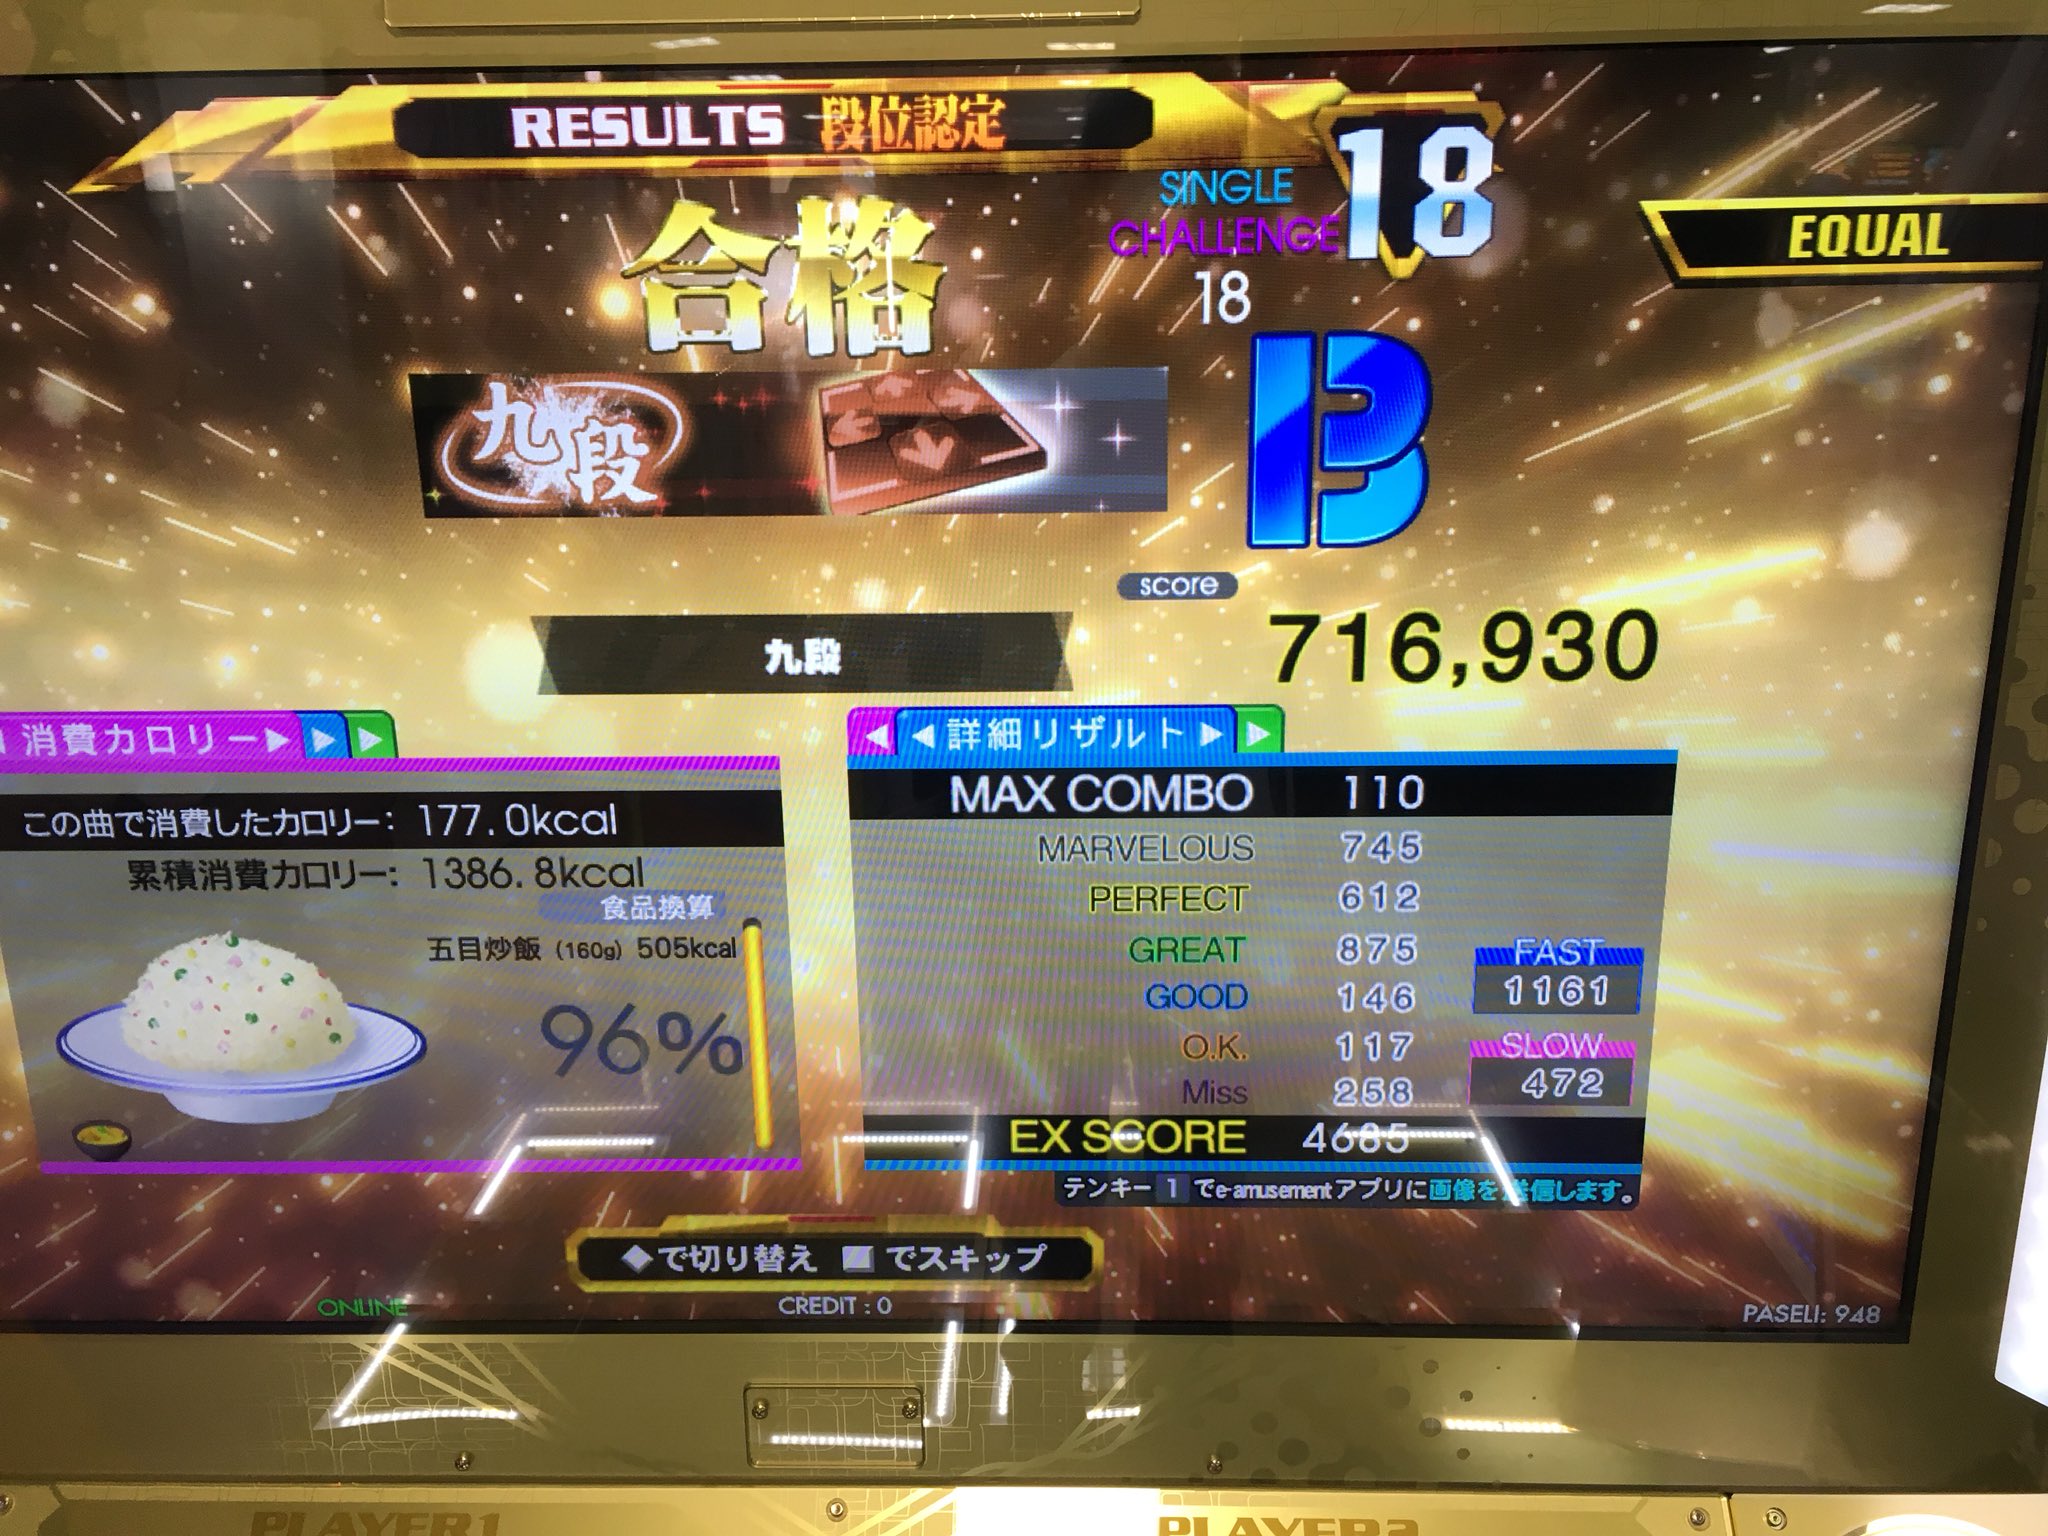 RESULTS 段位認定
18
SINGLE
CHALLENGE
18
EQUAL
合格
九段
B
score
716,930
九段
消費カロリー
この曲で消費したカロリー: 177.0kcal
累積消費カロリー: 1386.8kcal
食品換算
五目炒飯 (160g) 505kcal
96%
詳細リザルト
MAX COMBO 110
MARVELOUS 745
PERFECT 612
GREAT 875
GOOD 146
O.K. 117
Miss 258
EX SCORE 4685
FAST
1161
SLOW
472
テンキー 1 でe-amusementアプリに画像を送信します。
◆で切り替え ■でスキップ
ONLINE
CREDIT : 0
PASELI: 948
PLAYER1
PLAYER2